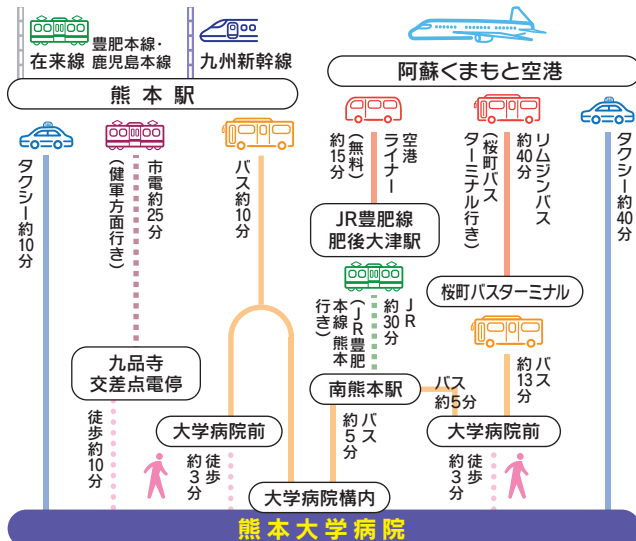 在来線
豊肥本線・
鹿児島本線
九州新幹線
熊本駅
阿蘇くまもと空港
タクシー約10分
市電約25分
(健軍方面行き)
バス約10分
空港
ライナー
(無料)
約15分
リムジンバス
約40分
(桜町バス
ターミナル行き)
タクシー約40分
JR豊肥線
肥後大津駅
JR
約30分
(JR豊肥
本線 熊本
行き)
桜町バスターミナル
バス
約13分
九品寺
交差点電停
徒歩約10分
大学病院前
徒歩
約3分
南熊本駅
バス
約5分
バス
約5分
大学病院前
徒歩
約3分
大学病院構内
熊本大学病院